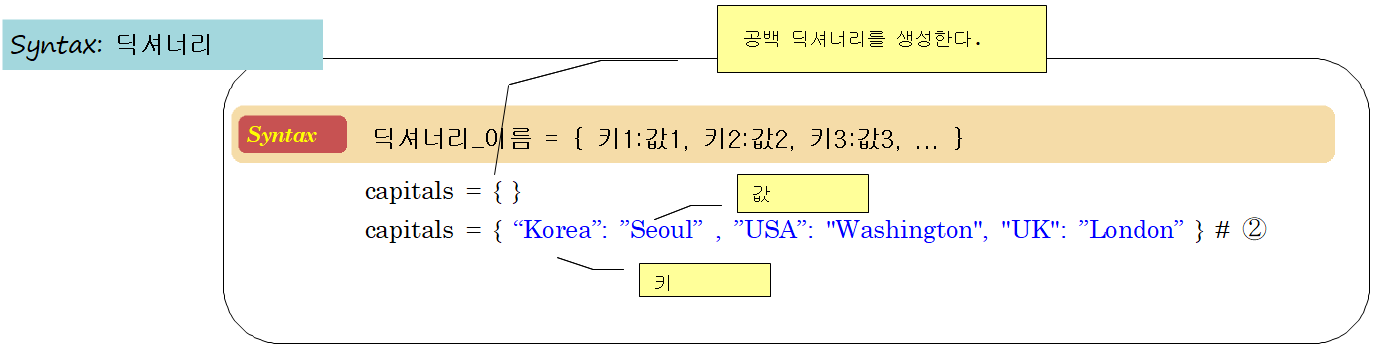 Syntax: 딕셔너리
공백 딕셔너리를 생성한다.
Syntax 딕셔너리_이름 = { 키1:값1, 키2:값2, 키3:값3, ... }
capitals = { }
값
capitals = { “Korea”: ”Seoul” , ”USA”: "Washington", "UK": ”London” } # ②
키